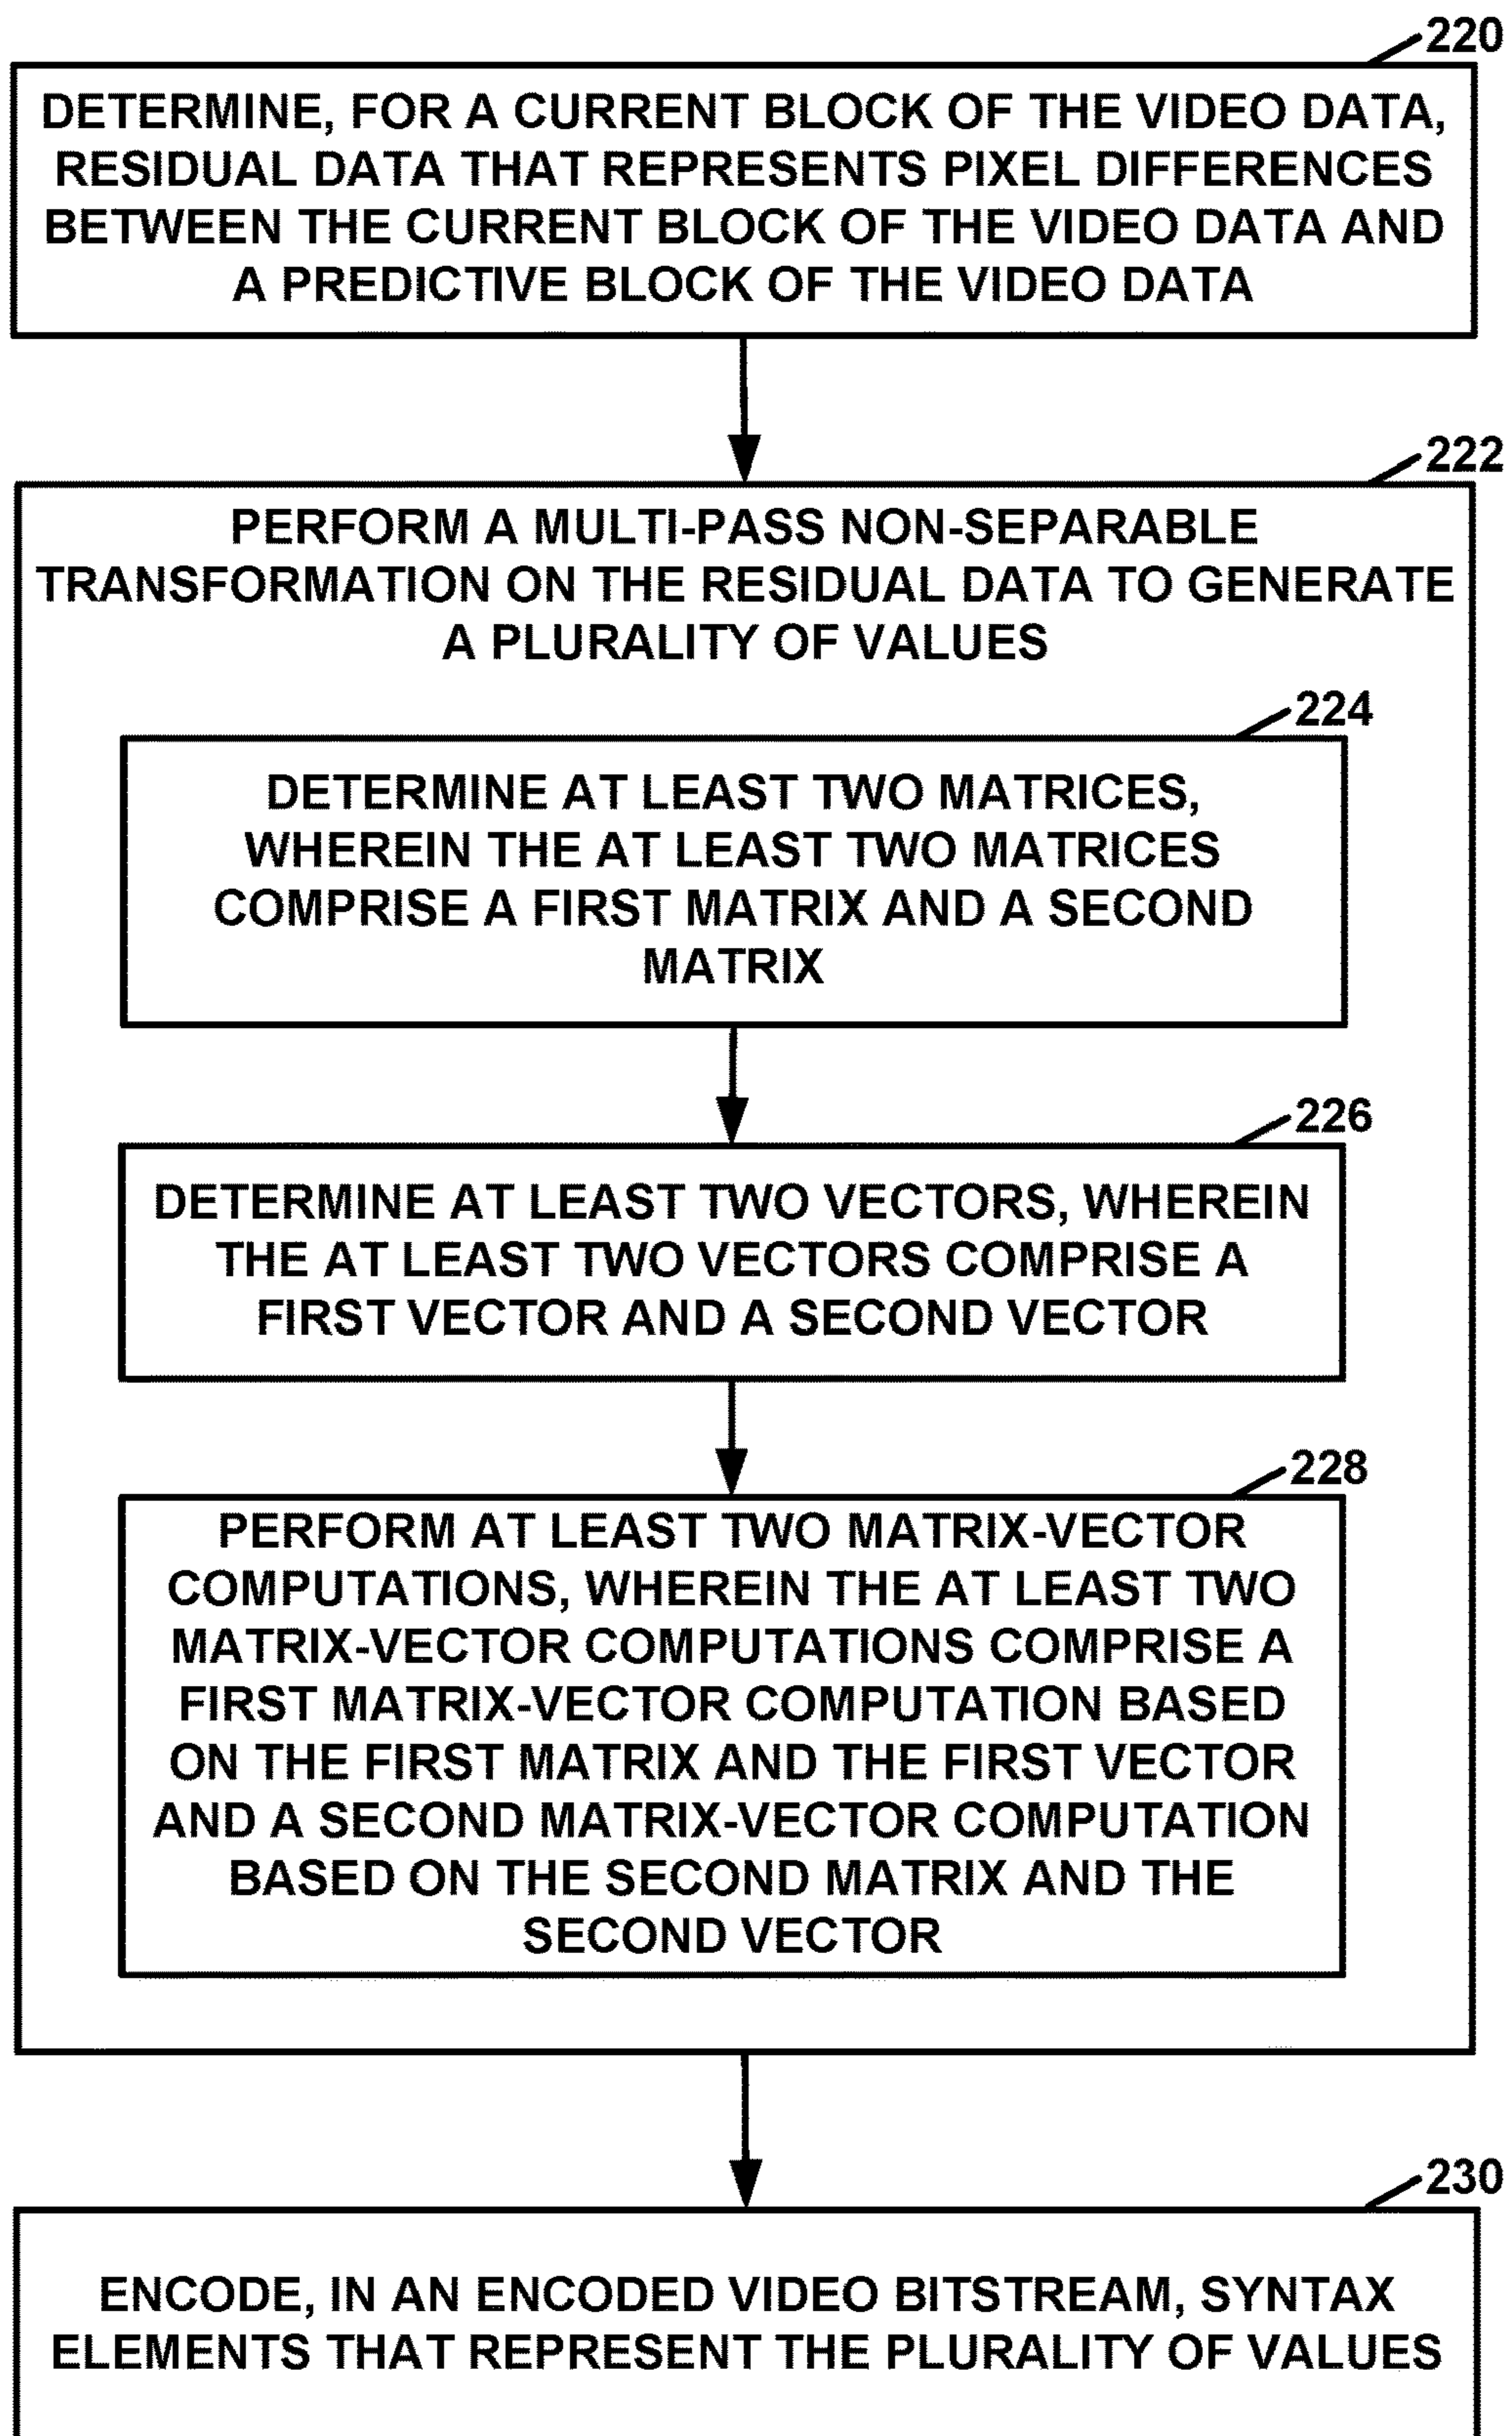 220
DETERMINE, FOR A CURRENT BLOCK OF THE VIDEO DATA,
RESIDUAL DATA THAT REPRESENTS PIXEL DIFFERENCES
BETWEEN THE CURRENT BLOCK OF THE VIDEO DATA AND
A PREDICTIVE BLOCK OF THE VIDEO DATA
222
PERFORM A MULTI-PASS NON-SEPARABLE
TRANSFORMATION ON THE RESIDUAL DATA TO GENERATE
A PLURALITY OF VALUES
224
DETERMINE AT LEAST TWO MATRICES,
WHEREIN THE AT LEAST TWO MATRICES
COMPRISE A FIRST MATRIX AND A SECOND
MATRIX
226
DETERMINE AT LEAST TWO VECTORS, WHEREIN
THE AT LEAST TWO VECTORS COMPRISE A
FIRST VECTOR AND A SECOND VECTOR
228
PERFORM AT LEAST TWO MATRIX-VECTOR
COMPUTATIONS, WHEREIN THE AT LEAST TWO
MATRIX-VECTOR COMPUTATIONS COMPRISE A
FIRST MATRIX-VECTOR COMPUTATION BASED
ON THE FIRST MATRIX AND THE FIRST VECTOR
AND A SECOND MATRIX-VECTOR COMPUTATION
BASED ON THE SECOND MATRIX AND THE
SECOND VECTOR
230
ENCODE, IN AN ENCODED VIDEO BITSTREAM, SYNTAX
ELEMENTS THAT REPRESENT THE PLURALITY OF VALUES